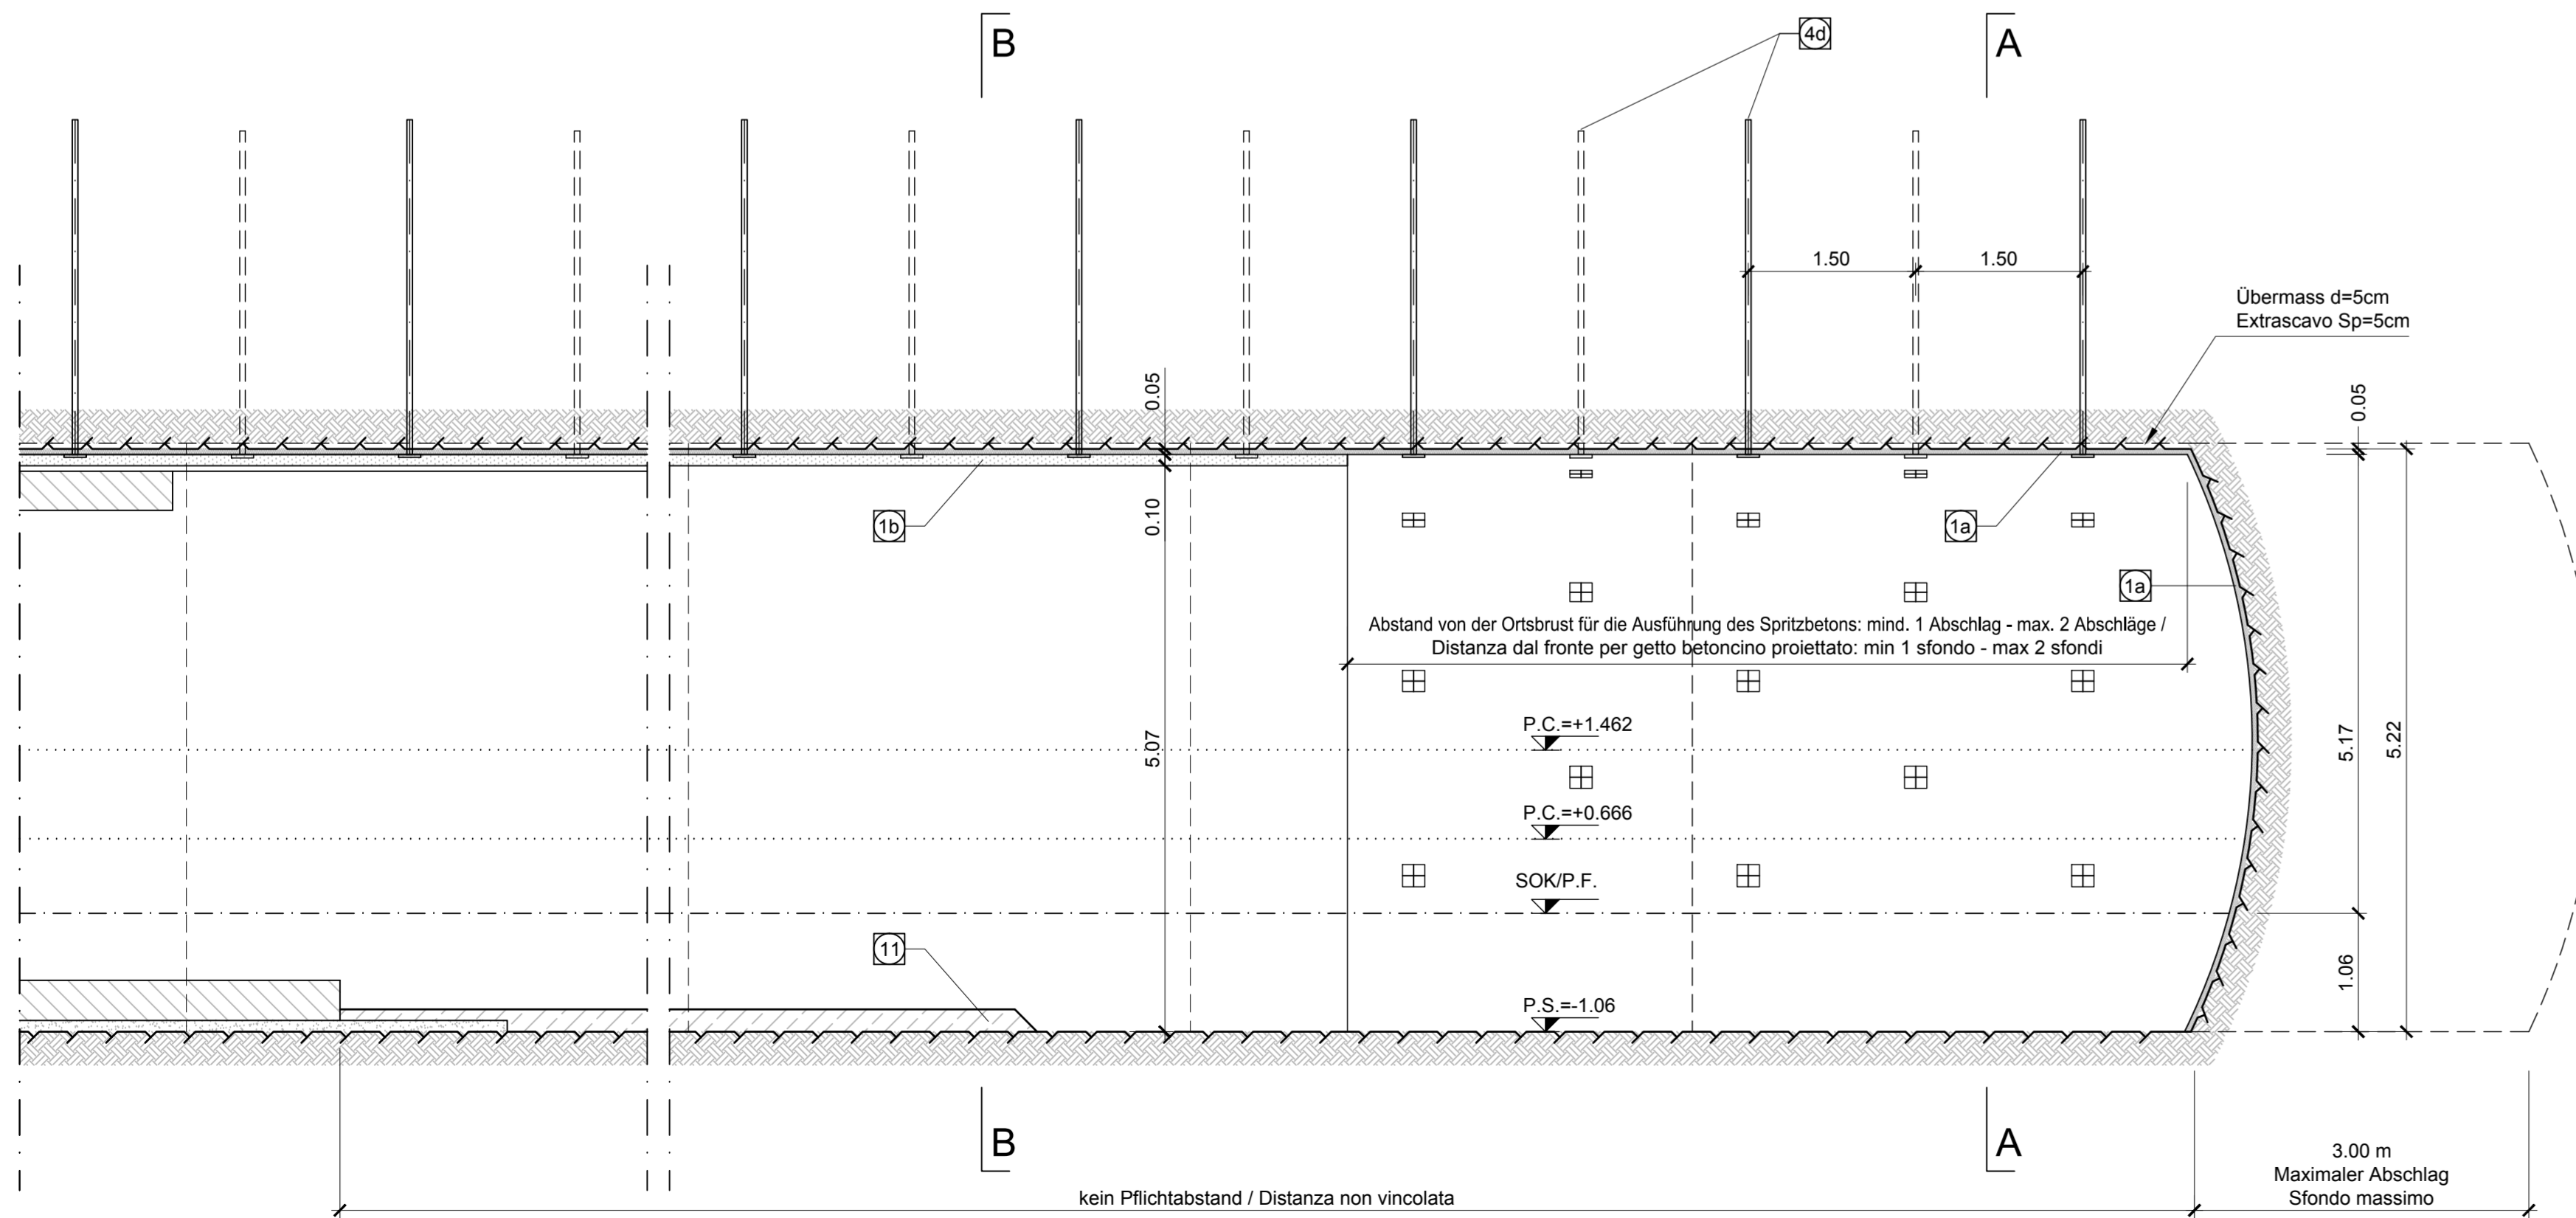 B
A
4d
1.50
1.50
Übermass d=5cm
Extrascavo Sp=5cm
0.05
0.05
1b
0.10
1a
1a
Abstand von der Ortsbrust für die Ausführung des Spritzbetons: mind. 1 Abschlag - max. 2 Abschläge /
Distanza dal fronte per getto betoncino proiettato: min 1 sfondo - max 2 sfondi
P.C.=+1.462
5.07
5.17
5.22
P.C.=+0.666
SOK/P.F.
11
1.06
P.S.=-1.06
B
A
3.00 m
Maximaler Abschlag
Sfondo massimo
kein Pflichtabstand / Distanza non vincolata